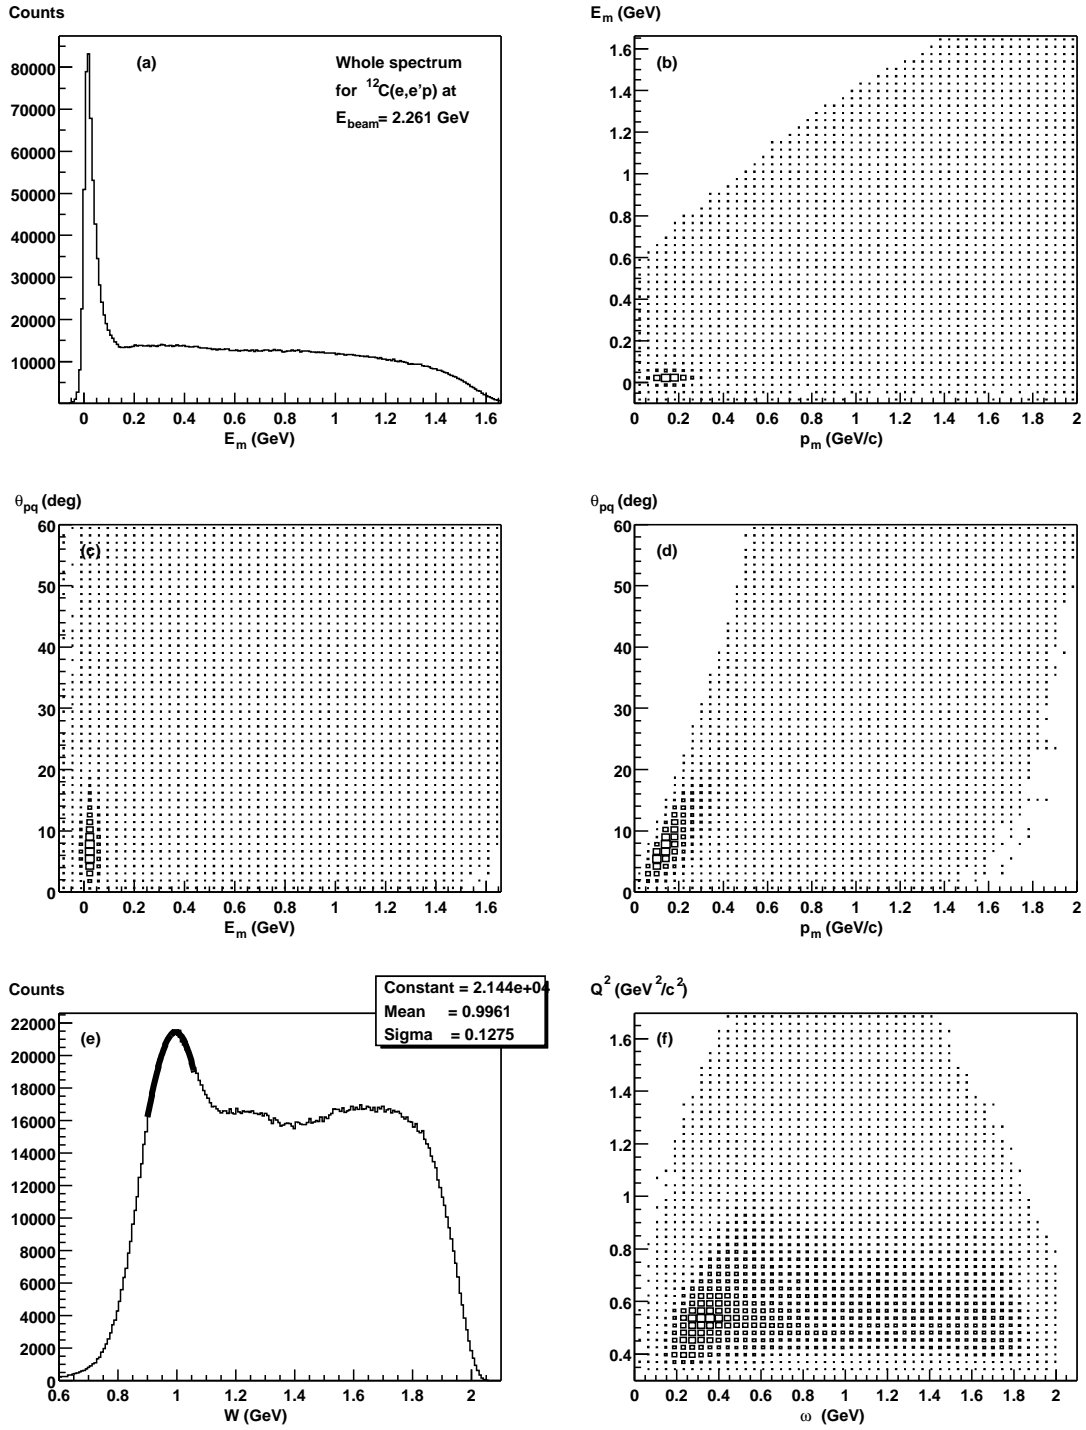 Counts
(a)
Whole spectrum
for ¹²C(e,e'p) at
E_beam= 2.261 GeV
80000
70000
60000
50000
40000
30000
20000
10000
0 0.2 0.4 0.6 0.8 1 1.2 1.4 1.6
E_m (GeV)
E_m (GeV)
(b)
1.6
1.4
1.2
1
0.8
0.6
0.4
0.2
0
0 0.2 0.4 0.6 0.8 1 1.2 1.4 1.6 1.8 2
p_m (GeV/c)
θ_pq (deg)
(c)
60
50
40
30
20
10
0
0 0.2 0.4 0.6 0.8 1 1.2 1.4 1.6
E_m (GeV)
θ_pq (deg)
(d)
60
50
40
30
20
10
0
0 0.2 0.4 0.6 0.8 1 1.2 1.4 1.6 1.8 2
p_m (GeV/c)
Counts
Constant = 2.144e+04
Mean = 0.9961
Sigma = 0.1275
(e)
22000
20000
18000
16000
14000
12000
10000
8000
6000
4000
2000
0
0.6 0.8 1 1.2 1.4 1.6 1.8 2
W (GeV)
Q² (GeV²/c²)
(f)
1.6
1.4
1.2
1
0.8
0.6
0.4
0 0.2 0.4 0.6 0.8 1 1.2 1.4 1.6 1.8 2
ω (GeV)